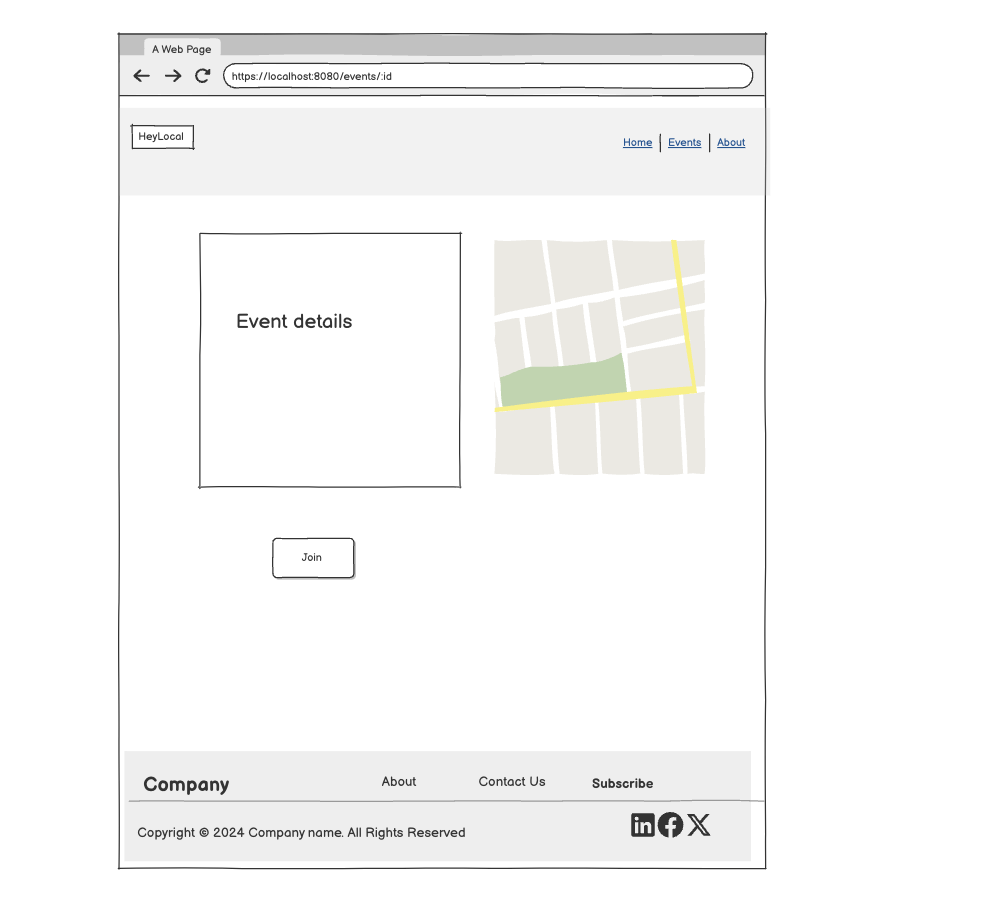 A Web Page
https://localhost:8080/events/:id
HeyLocal
Home Events About
Event details
Join
Company About Contact Us Subscribe
Copyright © 2024 Company name. All Rights Reserved